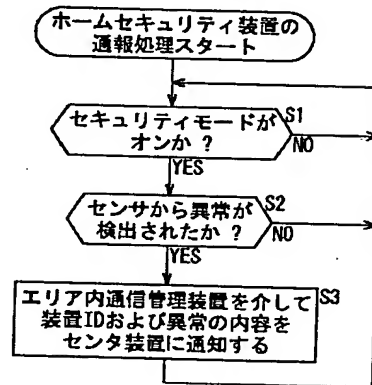 ホームセキュリティ装置の
通報処理スタート
セキュリティモードが
オンか ?
S1
NO
YES
センサから異常が
検出されたか ?
S2
NO
YES
エリア内通信管理装置を介して
装置IDおよび異常の内容を
センタ装置に通知する
S3